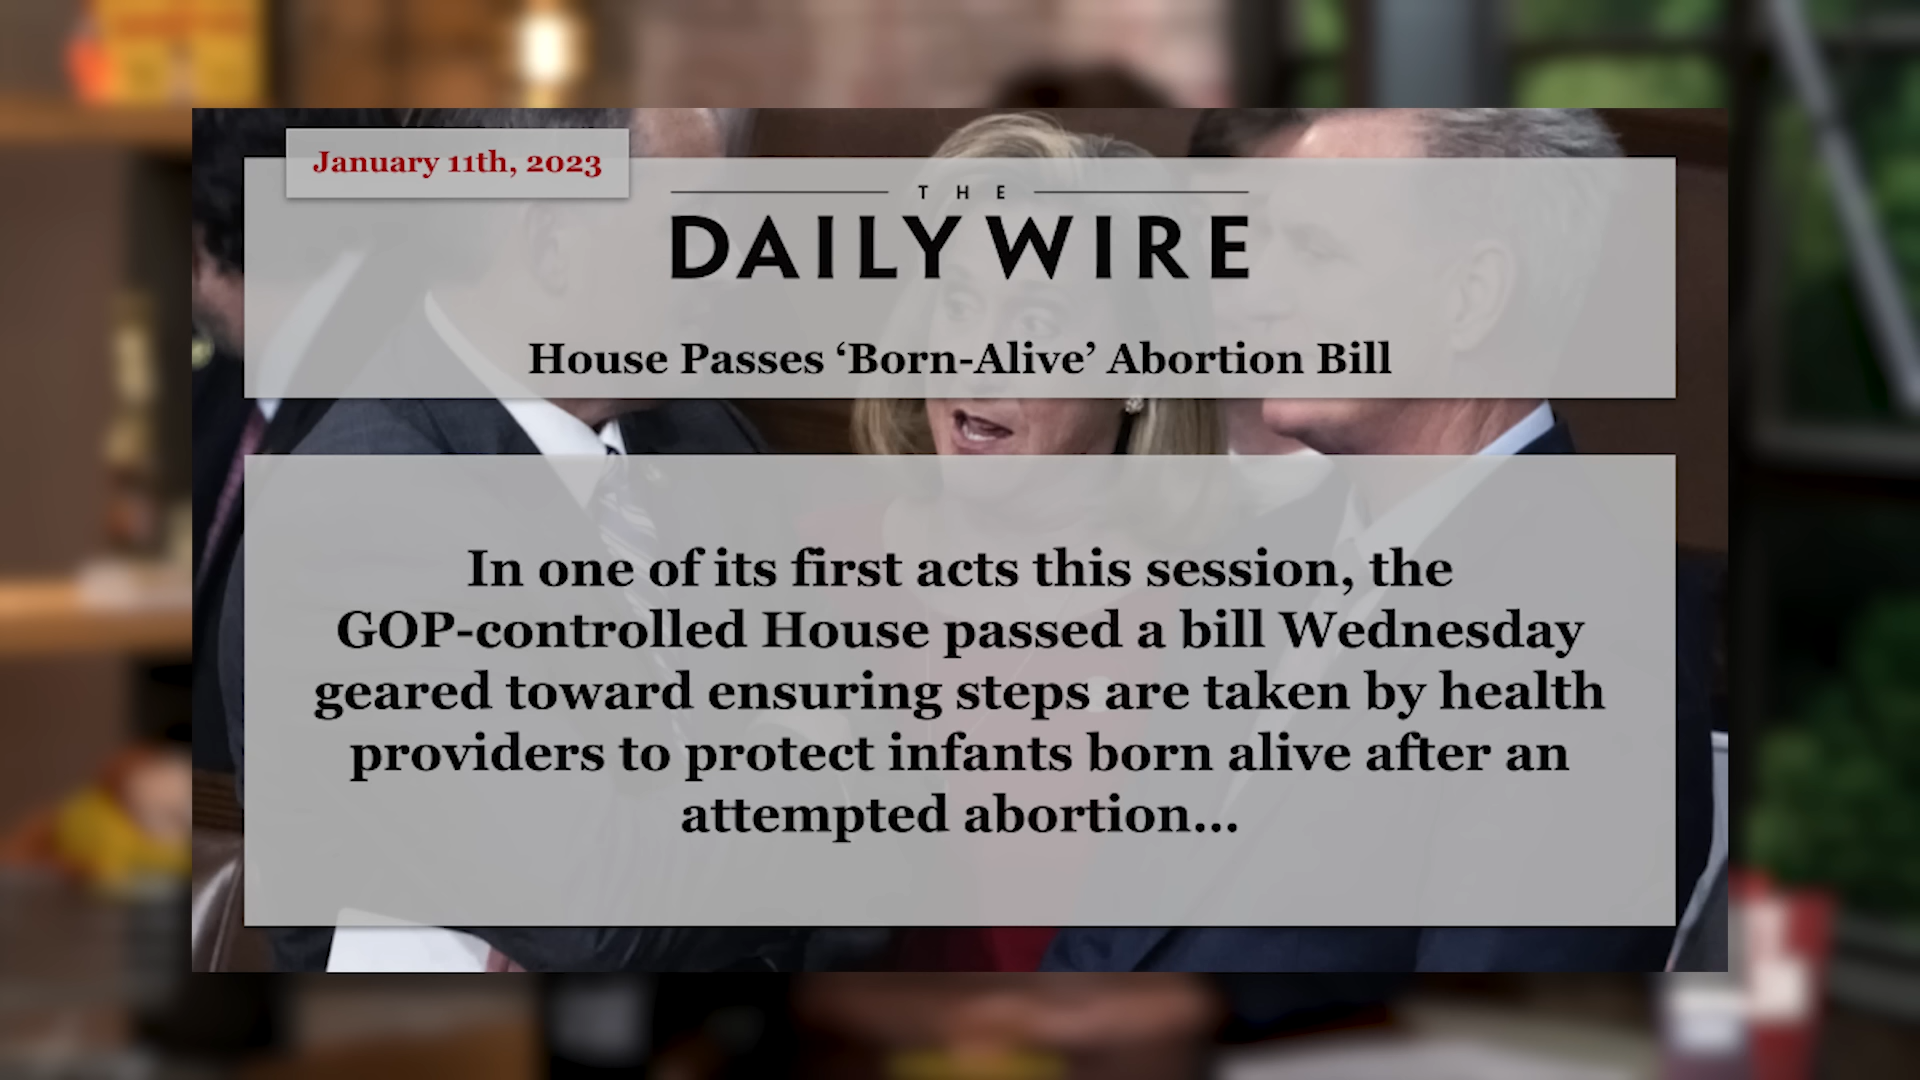 January 11th, 2023
THE
DAILY WIRE
House Passes ‘Born-Alive’ Abortion Bill
In one of its first acts this session, the
GOP-controlled House passed a bill Wednesday
geared toward ensuring steps are taken by health
providers to protect infants born alive after an
attempted abortion...